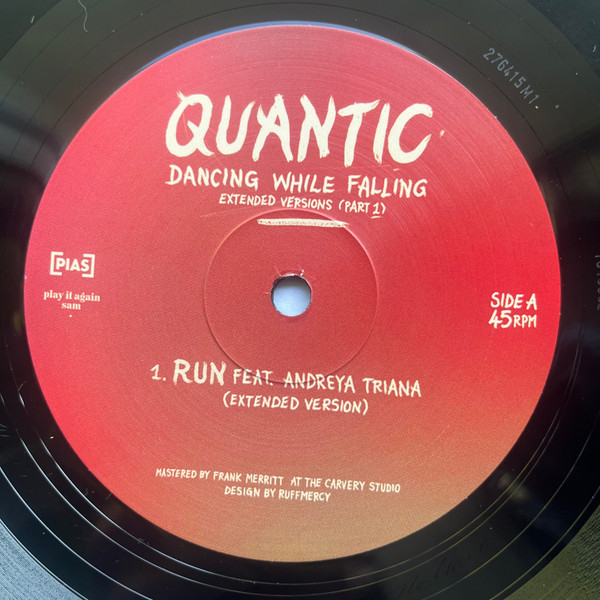 276415M1
QUANTIC
DANCING WHILE FALLING
EXTENDED VERSIONS (PART 1)
[PIAS]
play it again
sam
SIDE A
45RPM
1. RUN FEAT. ANDREYA TRIANA
(EXTENDED VERSION)
MASTERED BY FRANK MERRITT AT THE CARVERY STUDIO
DESIGN BY RUFFMERCY